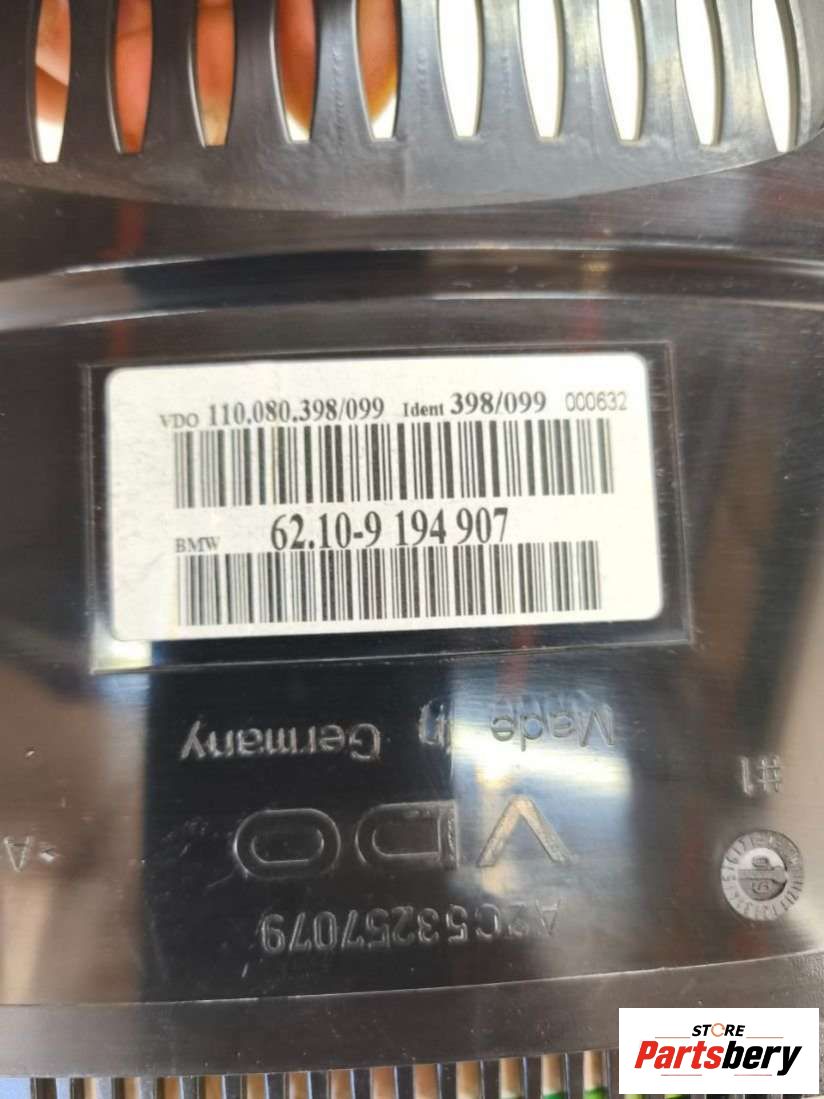 VDO 110.080.398/099 Ident 398/099 000632
BMW 62.10-9 194 907
Made in Germany
#1
VDO
A
A2C53257079
STORE
Partsbery